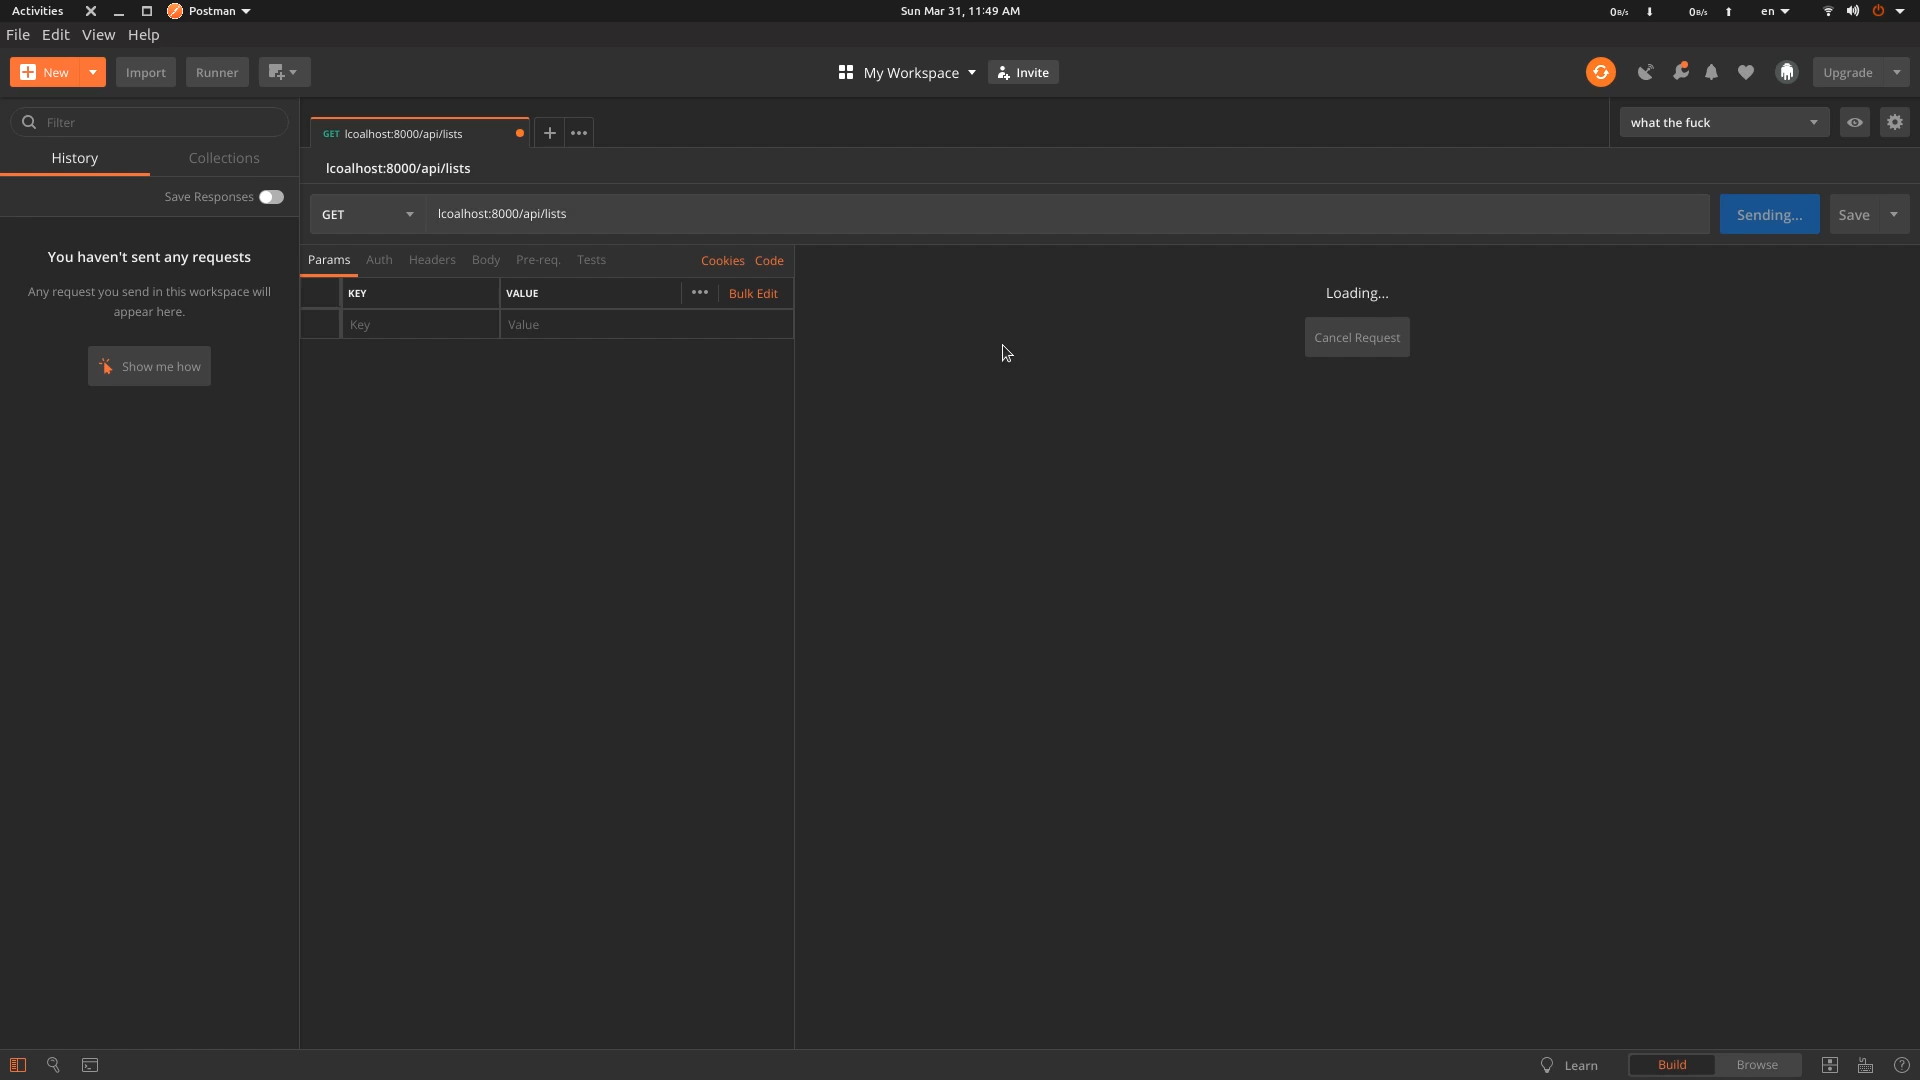 Activities Postman Sun Mar 31, 11:49 AM 0B/s 0B/s en
File Edit View Help
New Import Runner My Workspace Invite Upgrade
Filter
GET lcoalhost:8000/api/lists
what the fuck
History Collections
lcoalhost:8000/api/lists
Save Responses
GET lcoalhost:8000/api/lists Sending... Save
You haven't sent any requests
Any request you send in this workspace will
appear here.
Show me how
Params Auth Headers Body Pre-req. Tests Cookies Code
KEY VALUE Bulk Edit
Key Value
Loading...
Cancel Request
Learn Build Browse